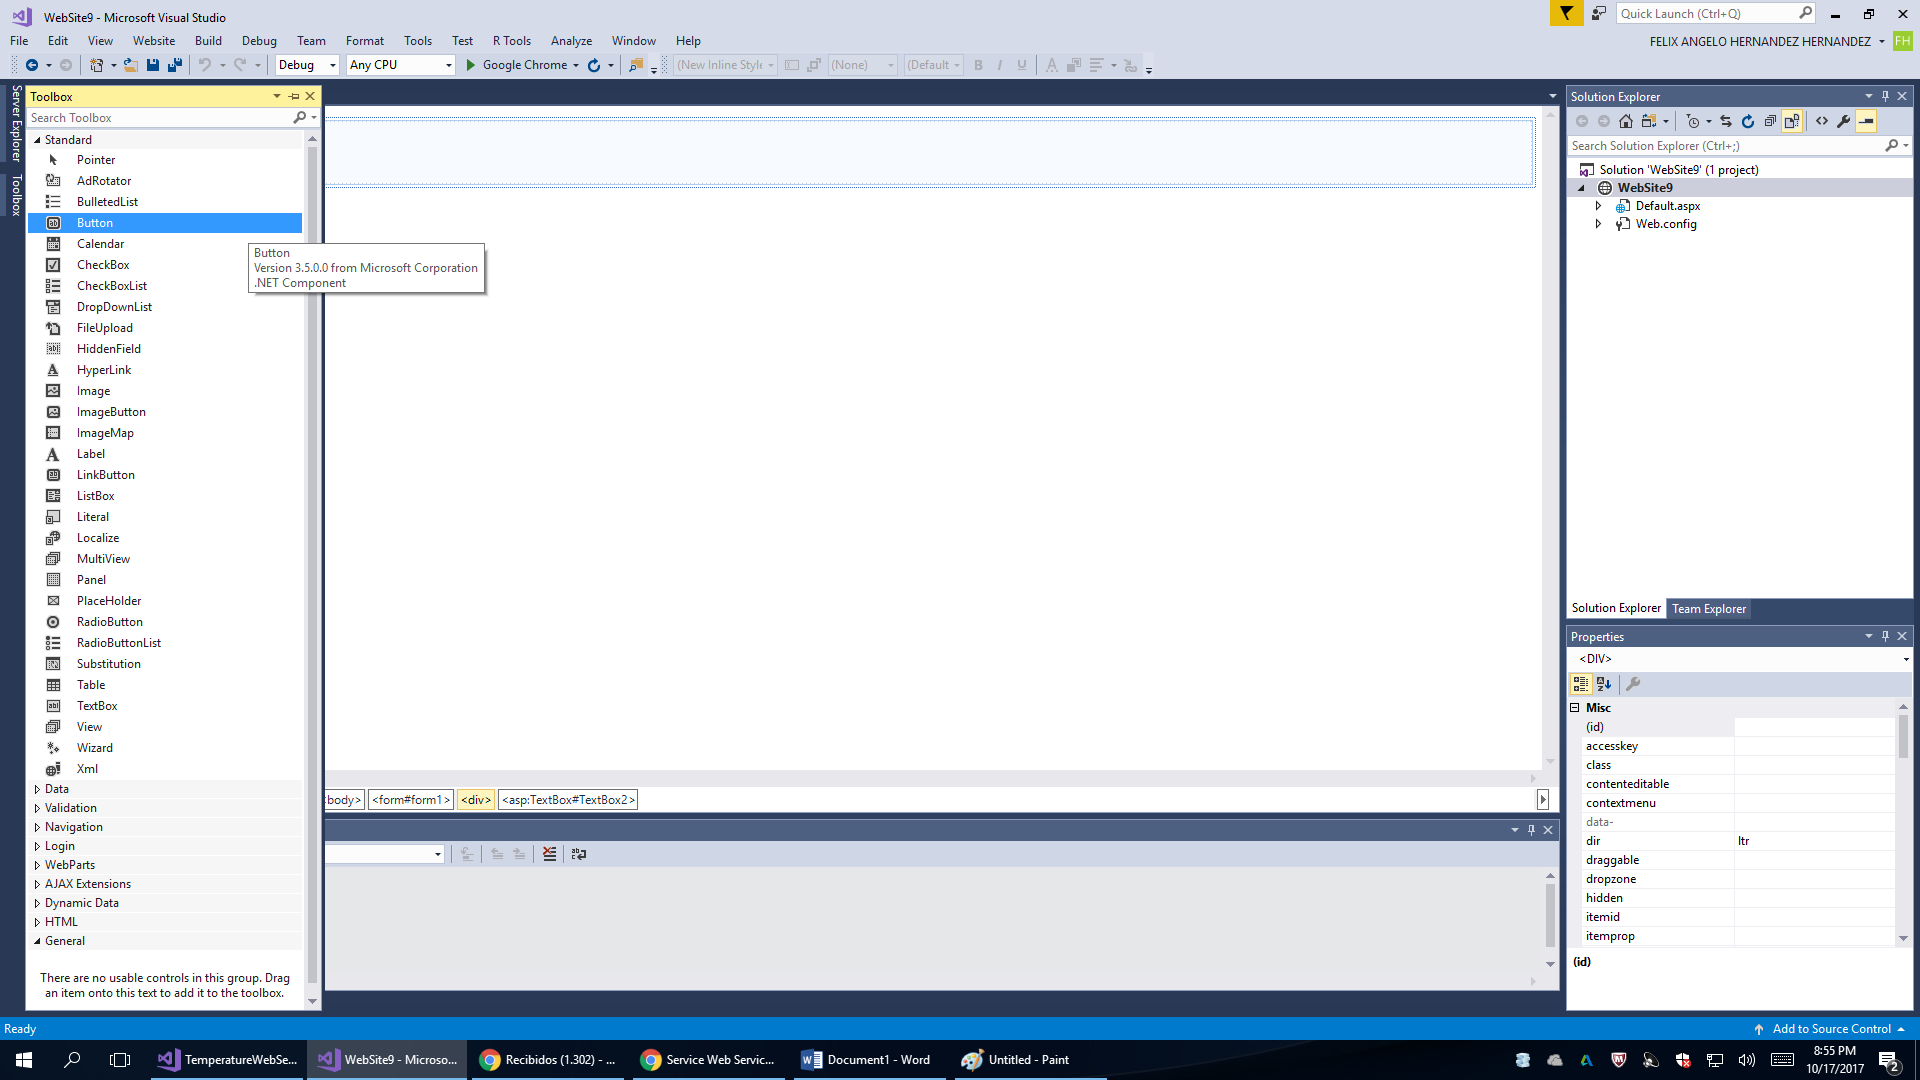 WebSite9 - Microsoft Visual Studio
Quick Launch (Ctrl+Q)
File Edit View Website Build Debug Team Format Tools Test R Tools Analyze Window Help
FELIX ANGELO HERNANDEZ HERNANDEZ FH
Debug Any CPU Google Chrome (New Inline Style (None) (Default B I U
Server Explorer
Toolbox
Toolbox
Search Toolbox
Standard
Pointer
AdRotator
BulletedList
Button
Calendar
CheckBox
CheckBoxList
DropDownList
FileUpload
HiddenField
HyperLink
Image
ImageButton
ImageMap
Label
LinkButton
ListBox
Literal
Localize
MultiView
Panel
PlaceHolder
RadioButton
RadioButtonList
Substitution
Table
TextBox
View
Wizard
Xml
Data
Validation
Navigation
Login
WebParts
AJAX Extensions
Dynamic Data
HTML
General
There are no usable controls in this group. Drag
an item onto this text to add it to the toolbox.
Button
Version 3.5.0.0 from Microsoft Corporation
.NET Component
<body> <form#form1> <div> <asp:TextBox#TextBox2>
Solution Explorer
Search Solution Explorer (Ctrl+;)
Solution 'WebSite9' (1 project)
WebSite9
Default.aspx
Web.config
Solution Explorer Team Explorer
Properties
<DIV>
Misc
(id)
accesskey
class
contenteditable
contextmenu
data-
dir ltr
draggable
dropzone
hidden
itemid
itemprop
(id)
Ready
Add to Source Control
TemperatureWebSe... WebSite9 - Microso... Recibidos (1.302) - ... Service Web Servic... Document1 - Word Untitled - Paint
8:55 PM
10/17/2017
2